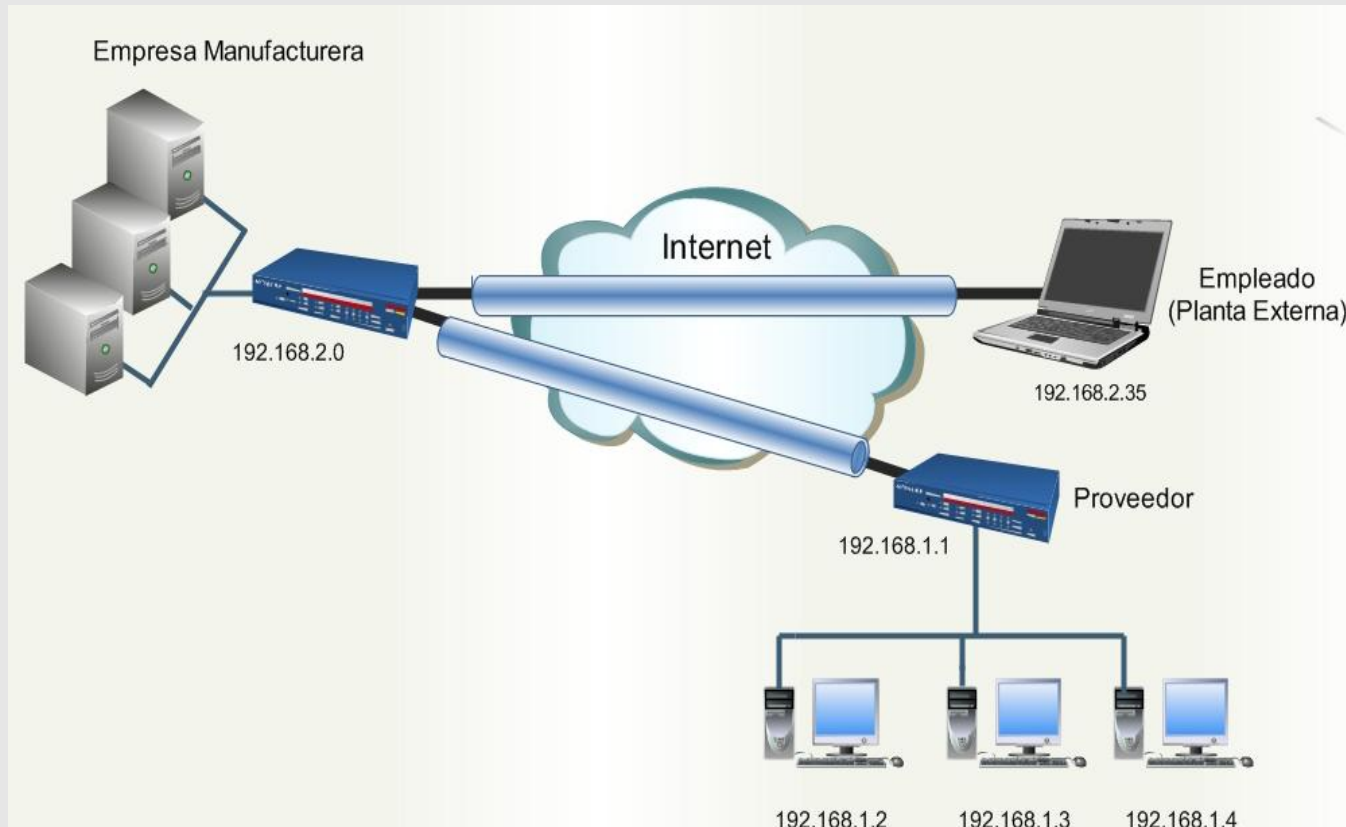 Empresa Manufacturera
Internet
Empleado
(Planta Externa)
192.168.2.0
192.168.2.35
Proveedor
192.168.1.1
192.168.1.2
192.168.1.3
192.168.1.4